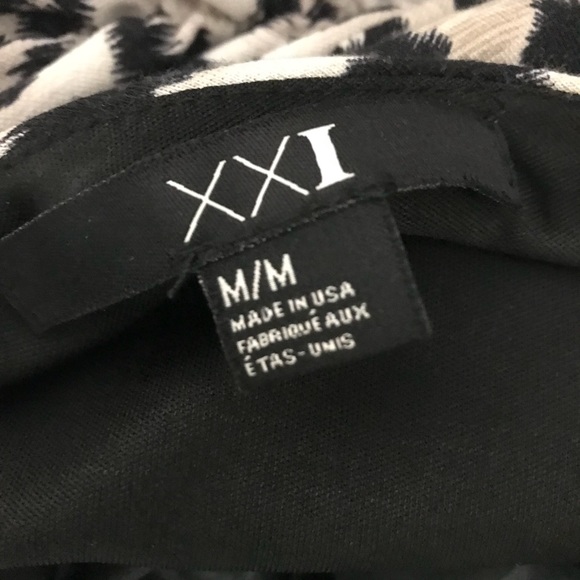 XXI
M/M
MADE IN USA
FABRIQUÉ AUX
ÉTAS-UNIS